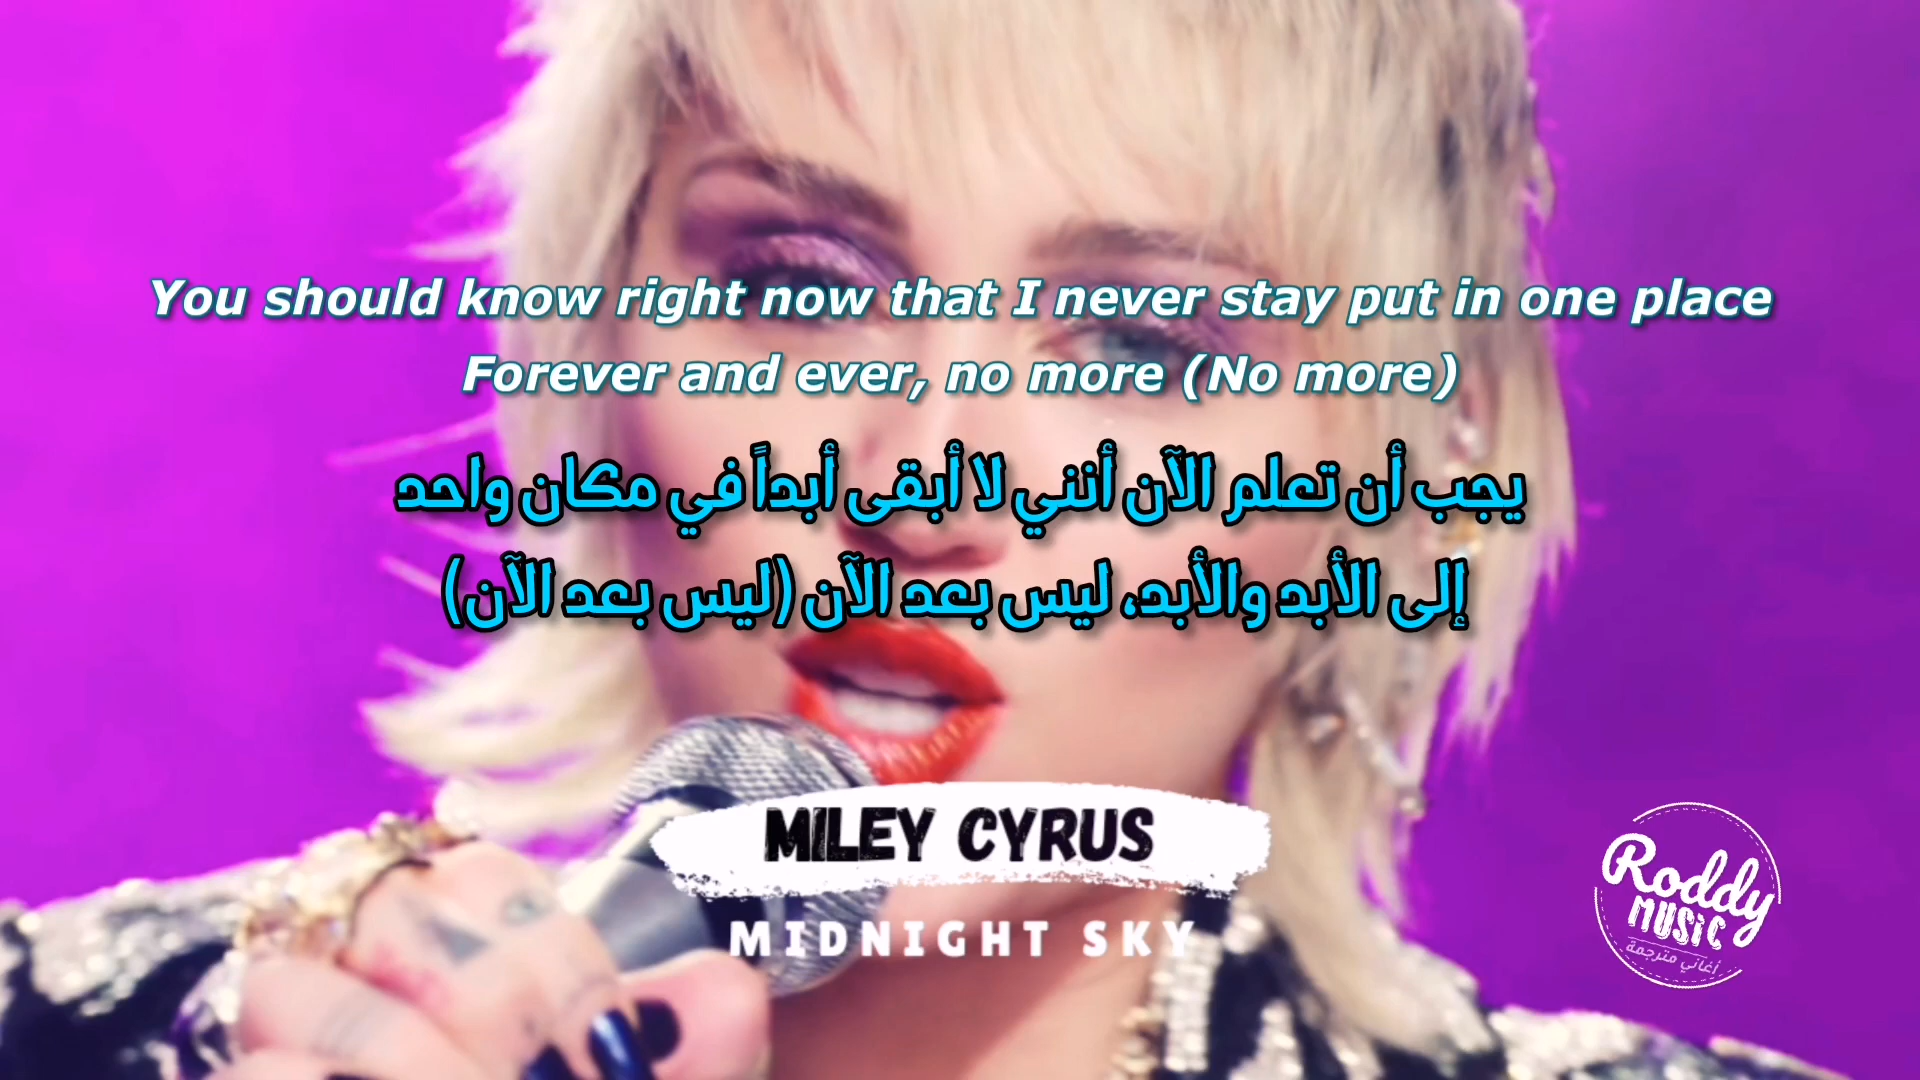 You should know right now that I never stay put in one place
Forever and ever, no more (No more)
يجب أن تعلم الآن أنني لا أبقى أبداً في مكان واحد
إلى الأبد والأبد، ليس بعد الآن (ليس بعد الآن)
MILEY CYRUS
MIDNIGHT SKY
Roddy
MUSIC
أغاني مترجمة